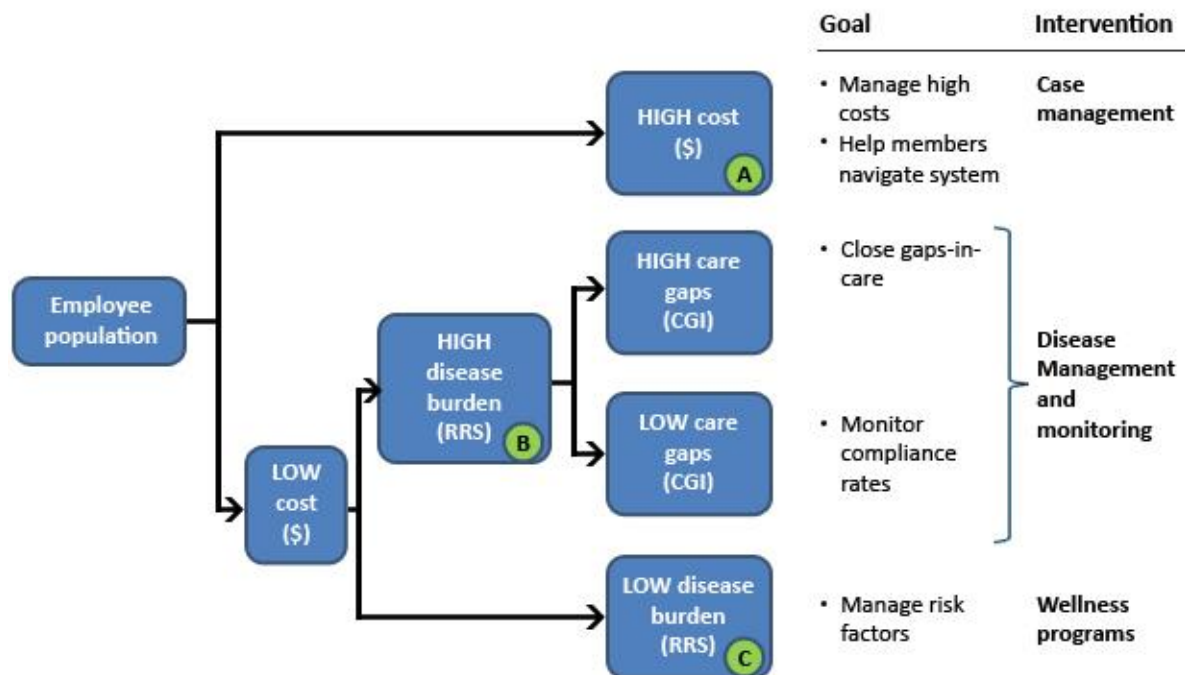 Goal
Intervention
HIGH cost
($)
A
• Manage high
costs
• Help members
navigate system
Case
management
Employee
population
HIGH care
gaps
(CGI)
• Close gaps-in-
care
HIGH
disease
burden
(RRS)
B
Disease
Management
and
monitoring
LOW care
gaps
(CGI)
• Monitor
compliance
rates
LOW
cost
($)
LOW disease
burden
(RRS)
C
• Manage risk
factors
Wellness
programs